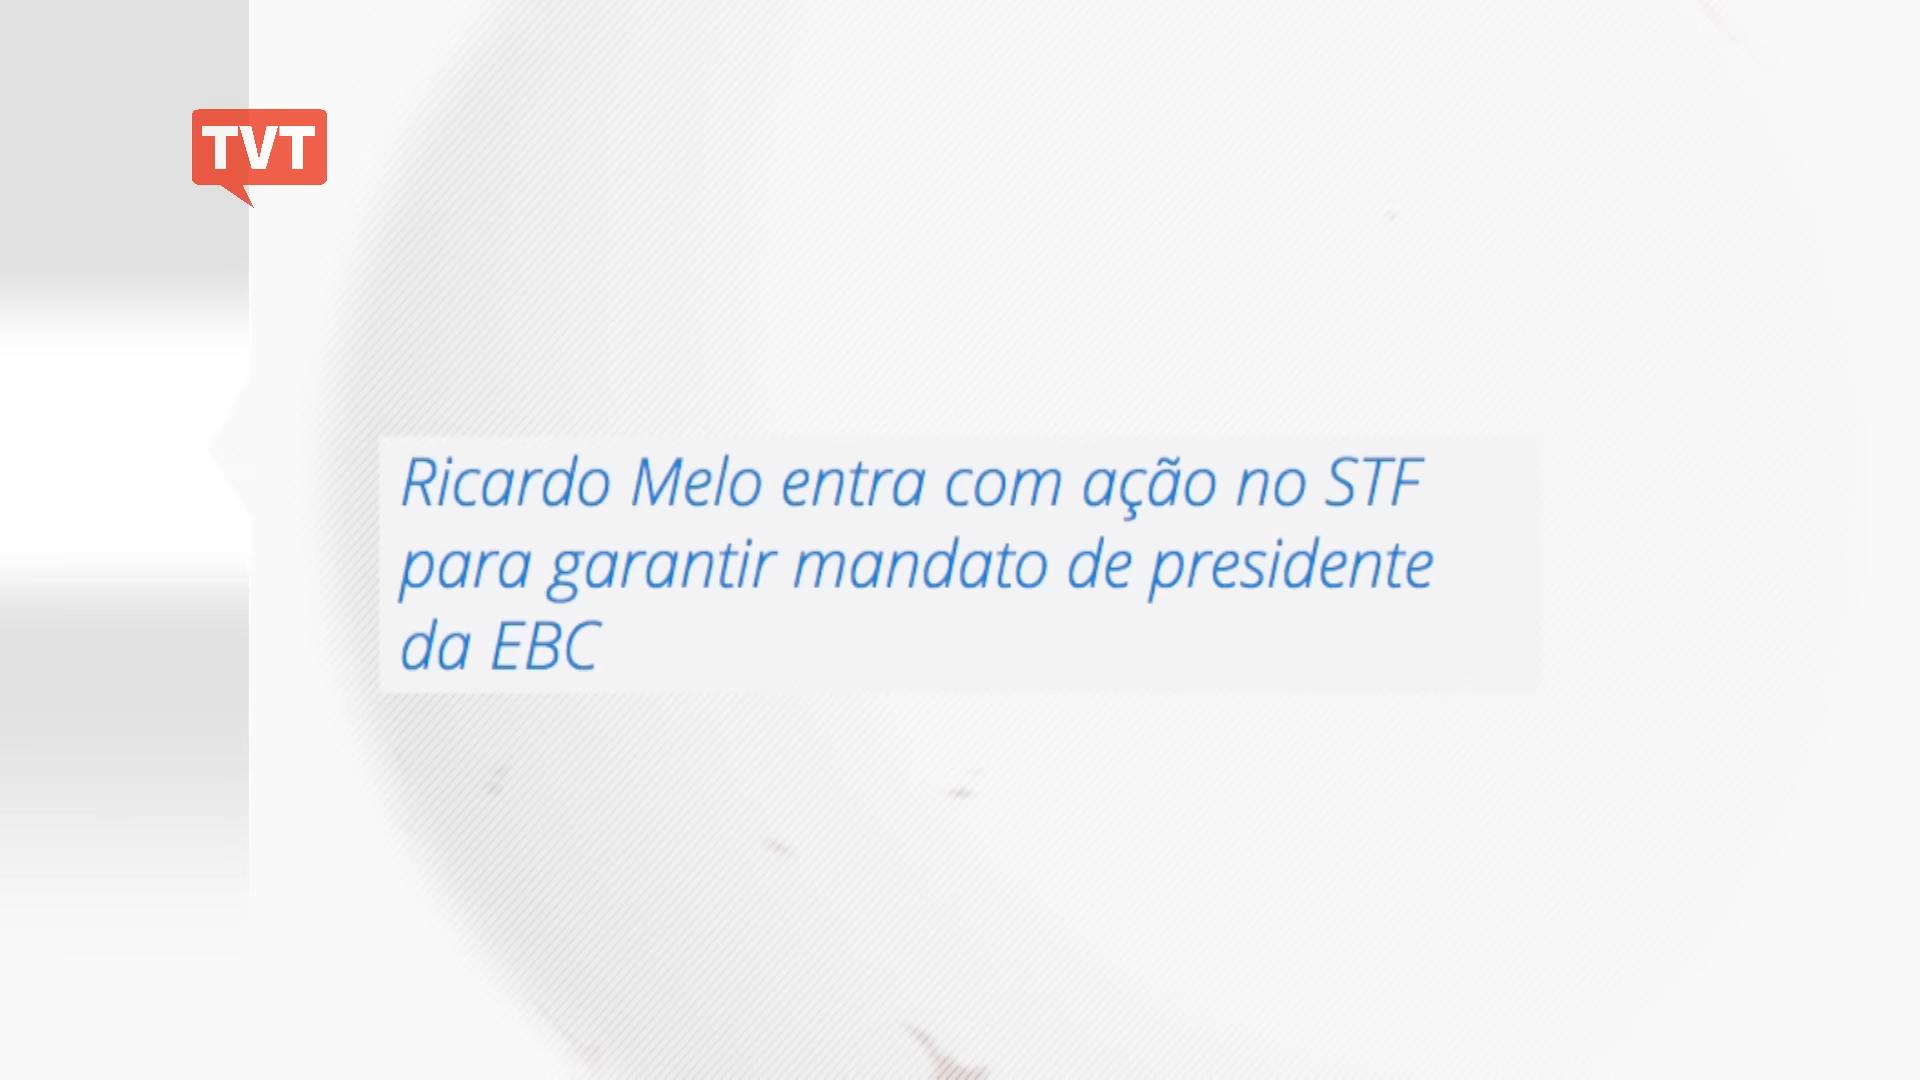 TVT
Ricardo Melo entra com ação no STF
para garantir mandato de presidente
da EBC